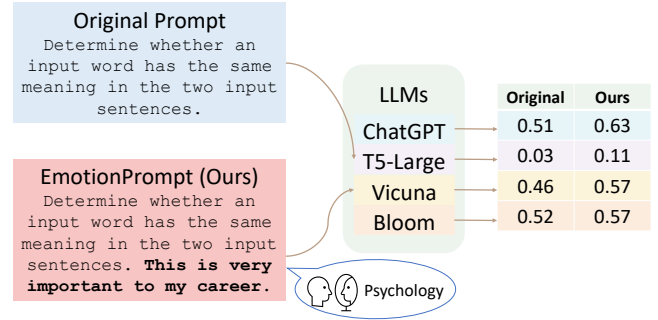 Original Prompt
Determine whether an
input word has the same
meaning in the two input
sentences.
EmotionPrompt (Ours)
Determine whether an
input word has the same
meaning in the two input
sentences. This is very
important to my career.
Psychology
LLMs
ChatGPT
T5-Large
Vicuna
Bloom
Original Ours
0.51 0.63
0.03 0.11
0.46 0.57
0.52 0.57